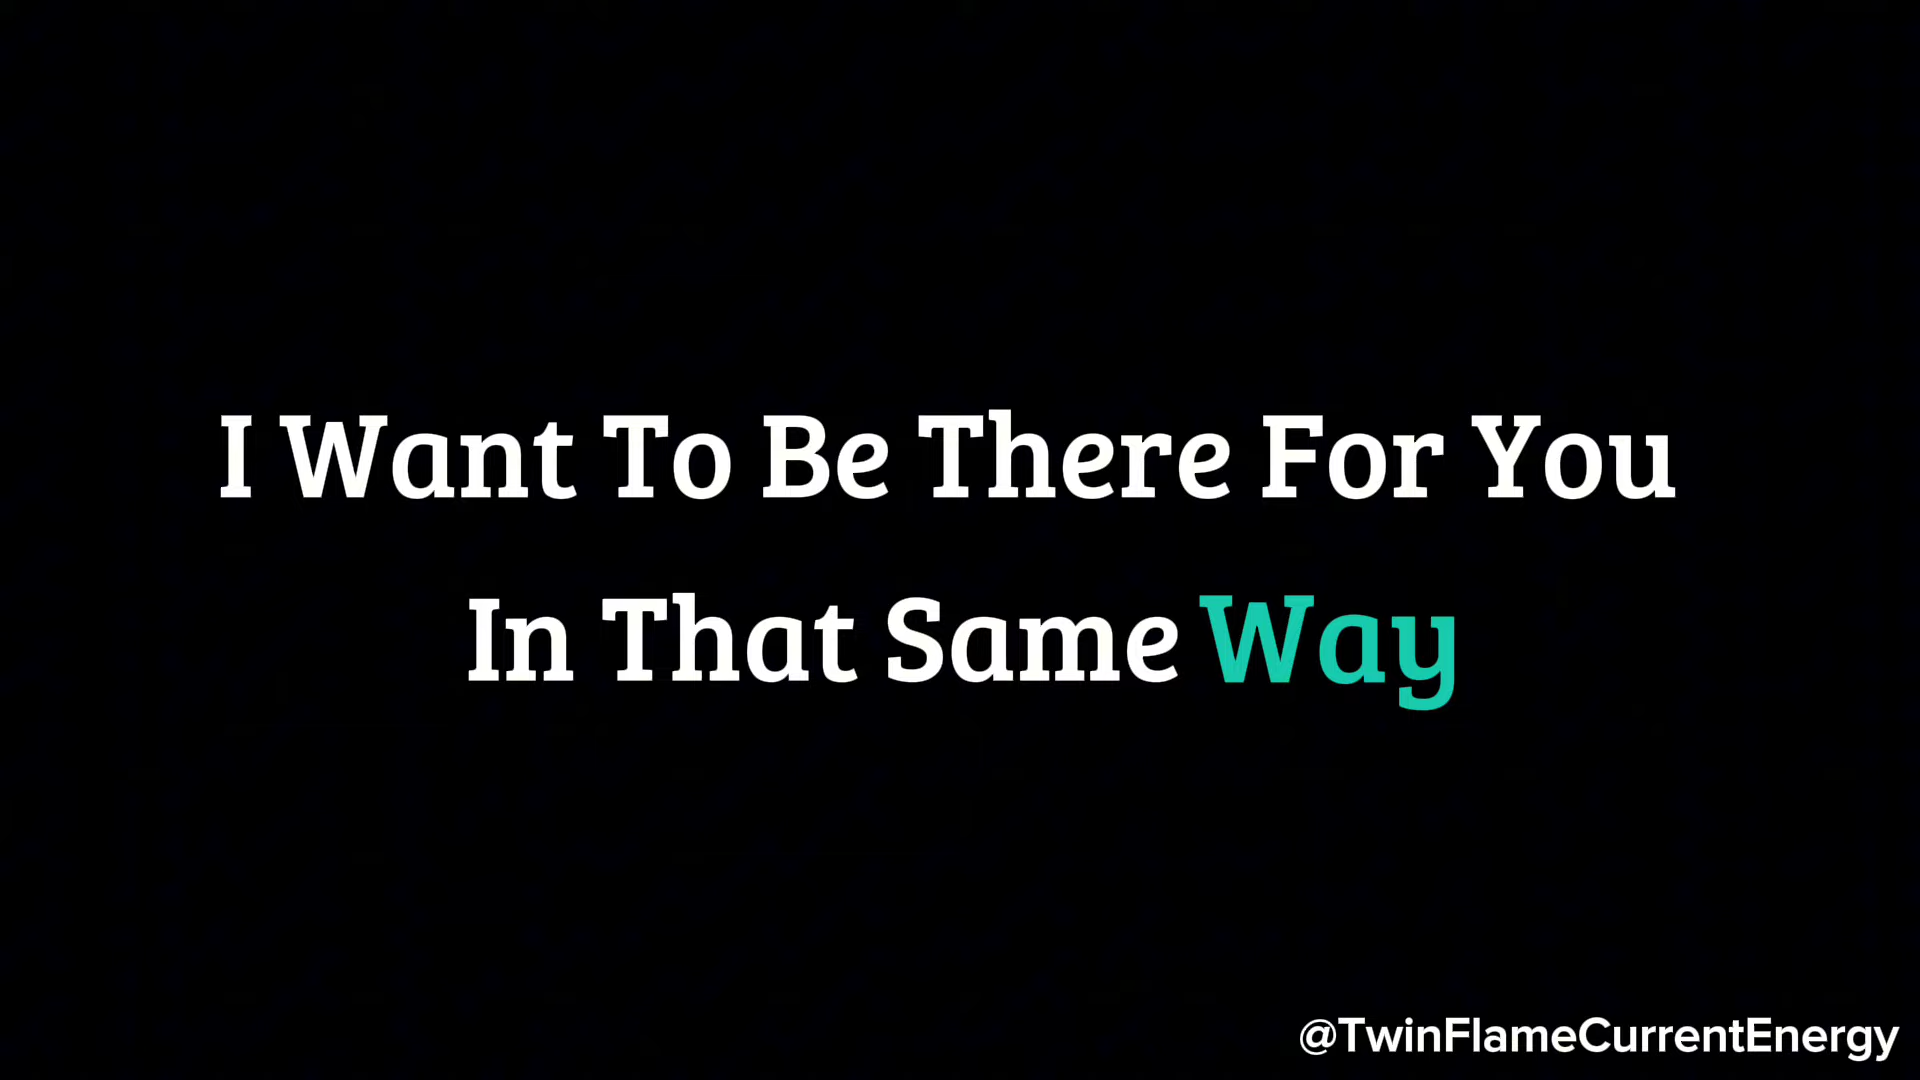 I Want To Be There For You
In That Same Way
@TwinFlameCurrentEnergy